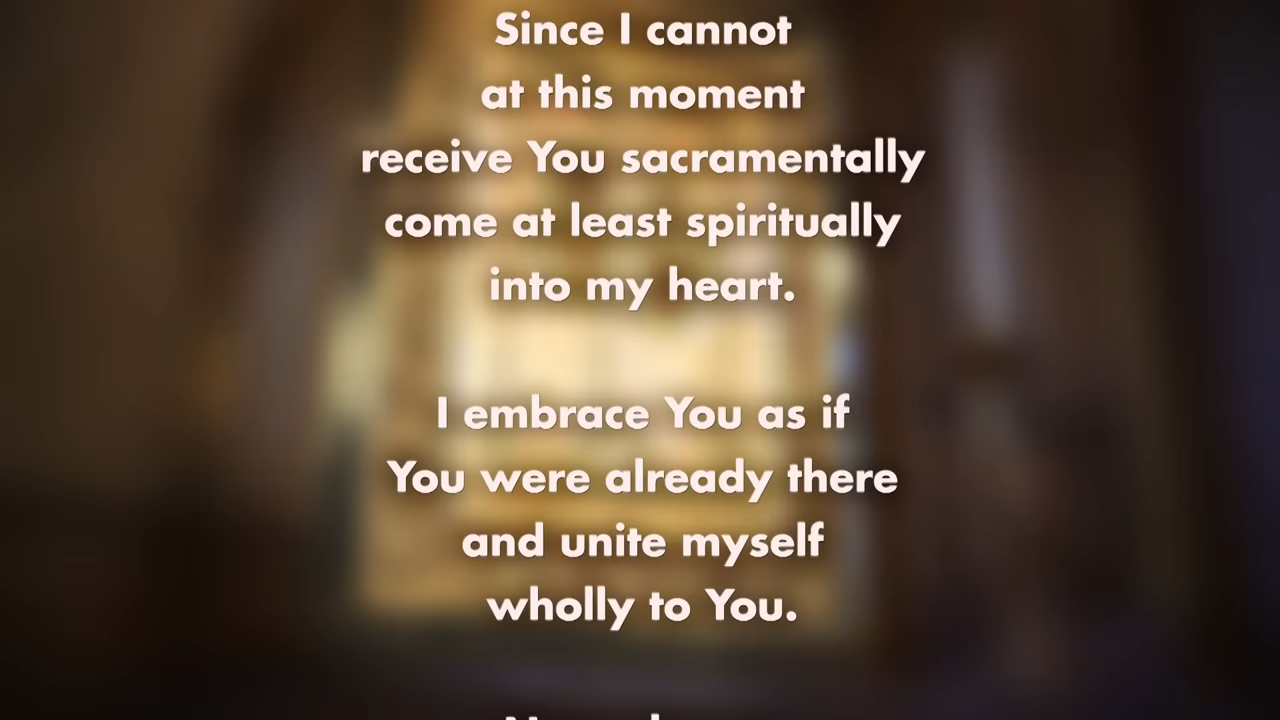 Since I cannot
at this moment
receive You sacramentally
come at least spiritually
into my heart.
I embrace You as if
You were already there
and unite myself
wholly to You.